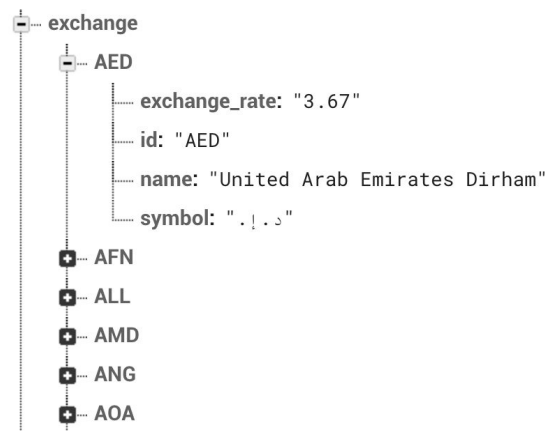 exchange
AED
exchange_rate: "3.67"
id: "AED"
name: "United Arab Emirates Dirham"
symbol: "د.إ."
AFN
ALL
AMD
ANG
AOA